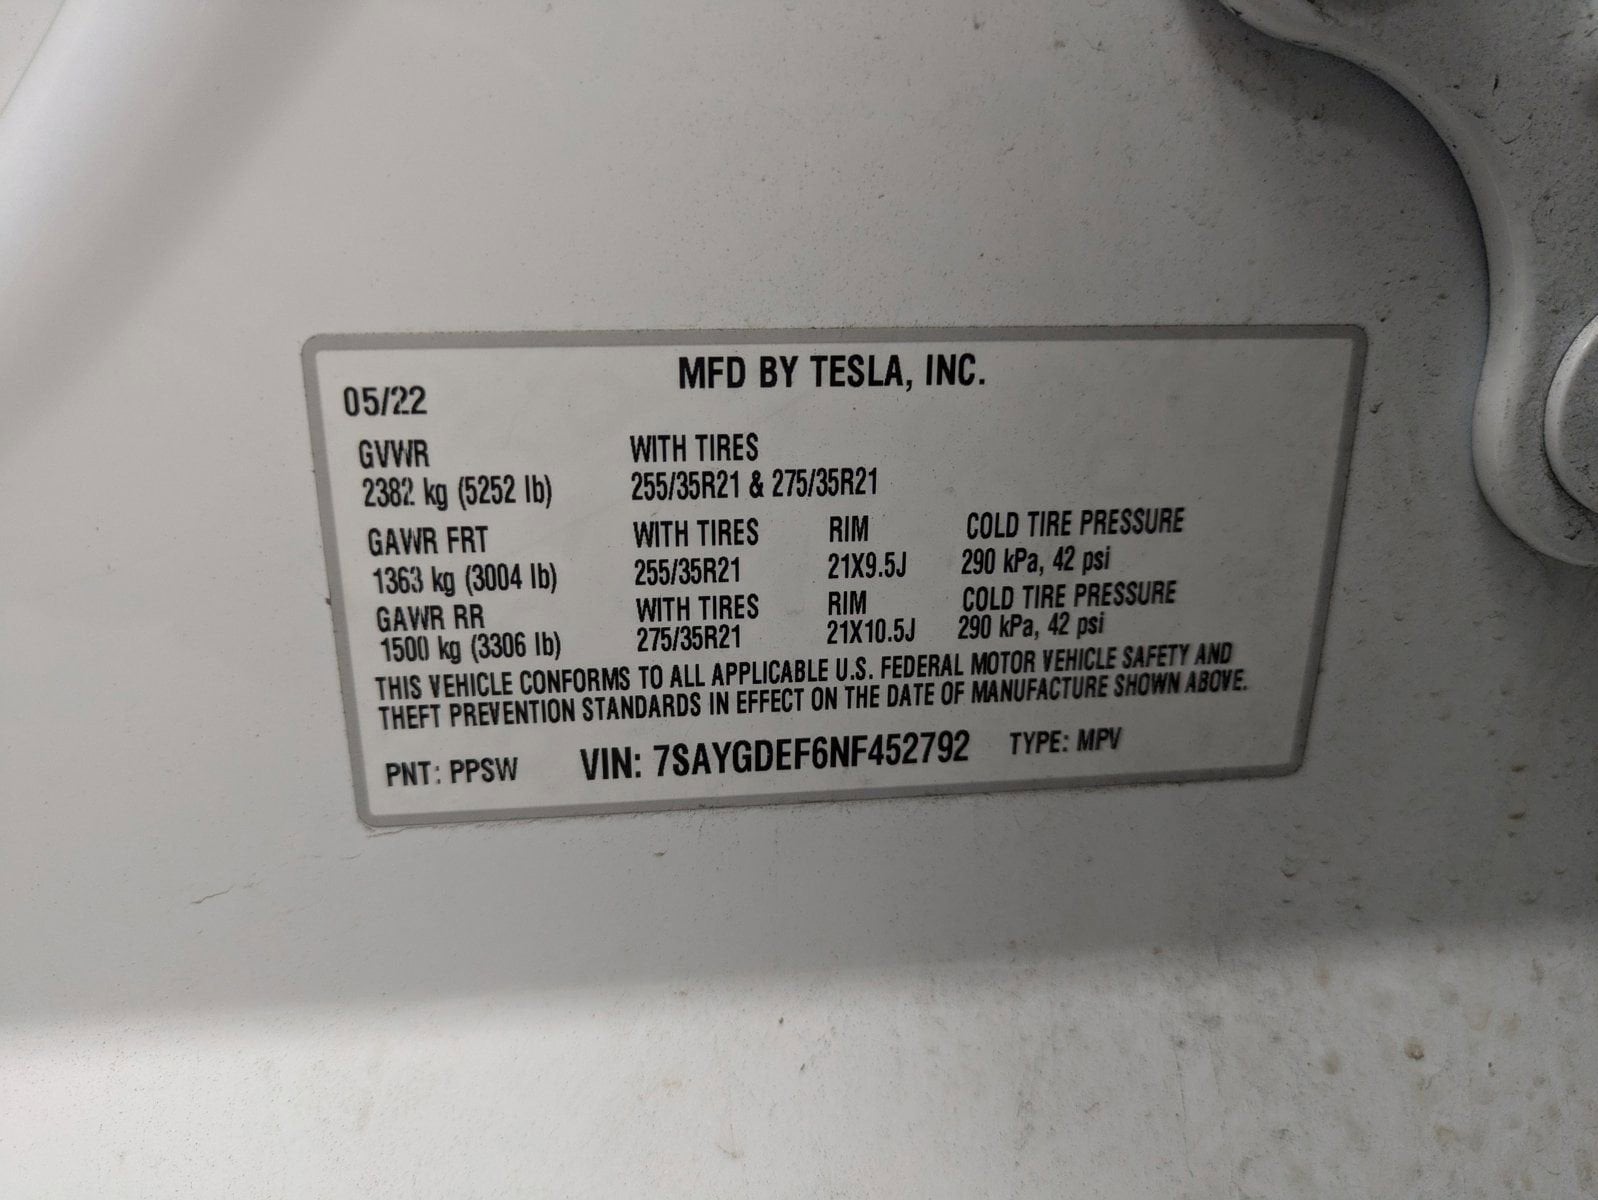 MFD BY TESLA, INC.
05/22
GVWR WITH TIRES
2382 kg (5252 lb) 255/35R21 & 275/35R21
GAWR FRT WITH TIRES RIM COLD TIRE PRESSURE
1363 kg (3004 lb) 255/35R21 21X9.5J 290 kPa, 42 psi
GAWR RR WITH TIRES RIM COLD TIRE PRESSURE
1500 kg (3306 lb) 275/35R21 21X10.5J 290 kPa, 42 psi
THIS VEHICLE CONFORMS TO ALL APPLICABLE U.S. FEDERAL MOTOR VEHICLE SAFETY AND
THEFT PREVENTION STANDARDS IN EFFECT ON THE DATE OF MANUFACTURE SHOWN ABOVE.
PNT: PPSW VIN: 7SAYGDEF6NF452792 TYPE: MPV